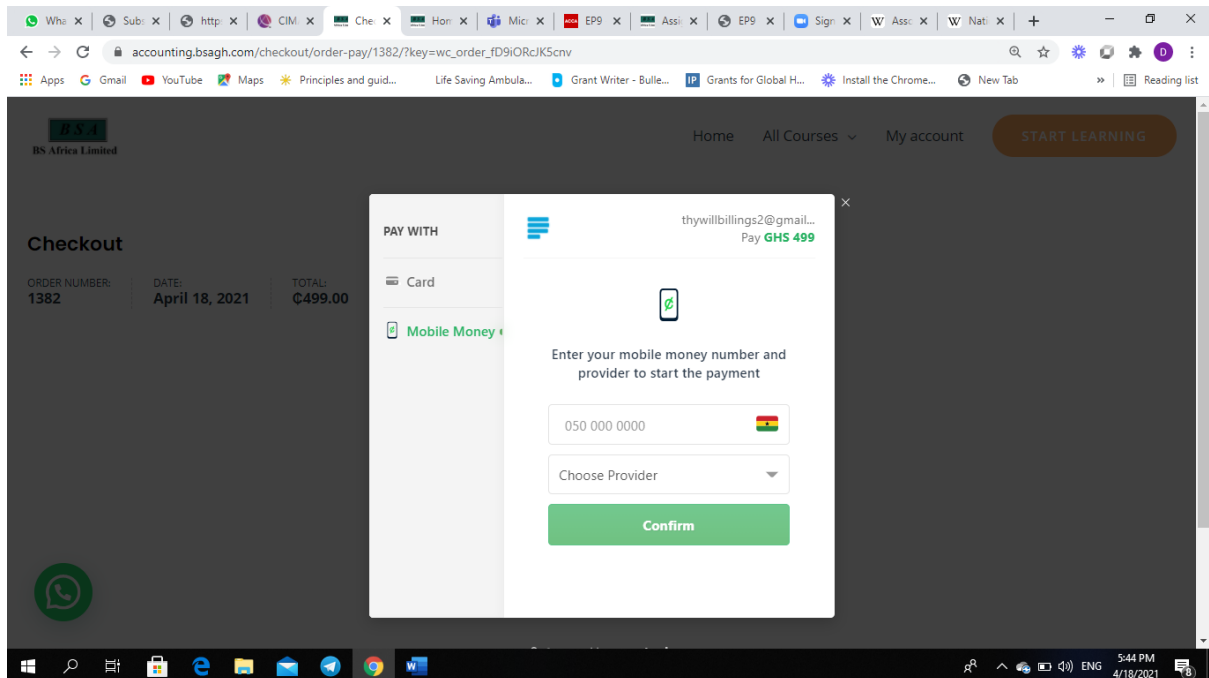 Wha
Subs
http:
CIM.
Che
Hom
Micr
EP9
Assi
EP9
Sign
Asso
Nati
accounting.bsagh.com/checkout/order-pay/1382/?key=wc_order_fD9iORcJK5cnv
D
Apps
Gmail
YouTube
Maps
Principles and guid...
Life Saving Ambula...
Grant Writer - Bulle...
IP Grants for Global H...
Install the Chrome...
New Tab
»
Reading list
BSA
BS Africa Limited
Home
All Courses
My account
START LEARNING
Checkout
ORDER NUMBER:
1382
DATE:
April 18, 2021
TOTAL:
₵499.00
PAY WITH
Card
Mobile Money
thywillbillings2@gmail...
Pay GHS 499
Enter your mobile money number and
provider to start the payment
050 000 0000
Choose Provider
Confirm
ENG
5:44 PM
4/18/2021